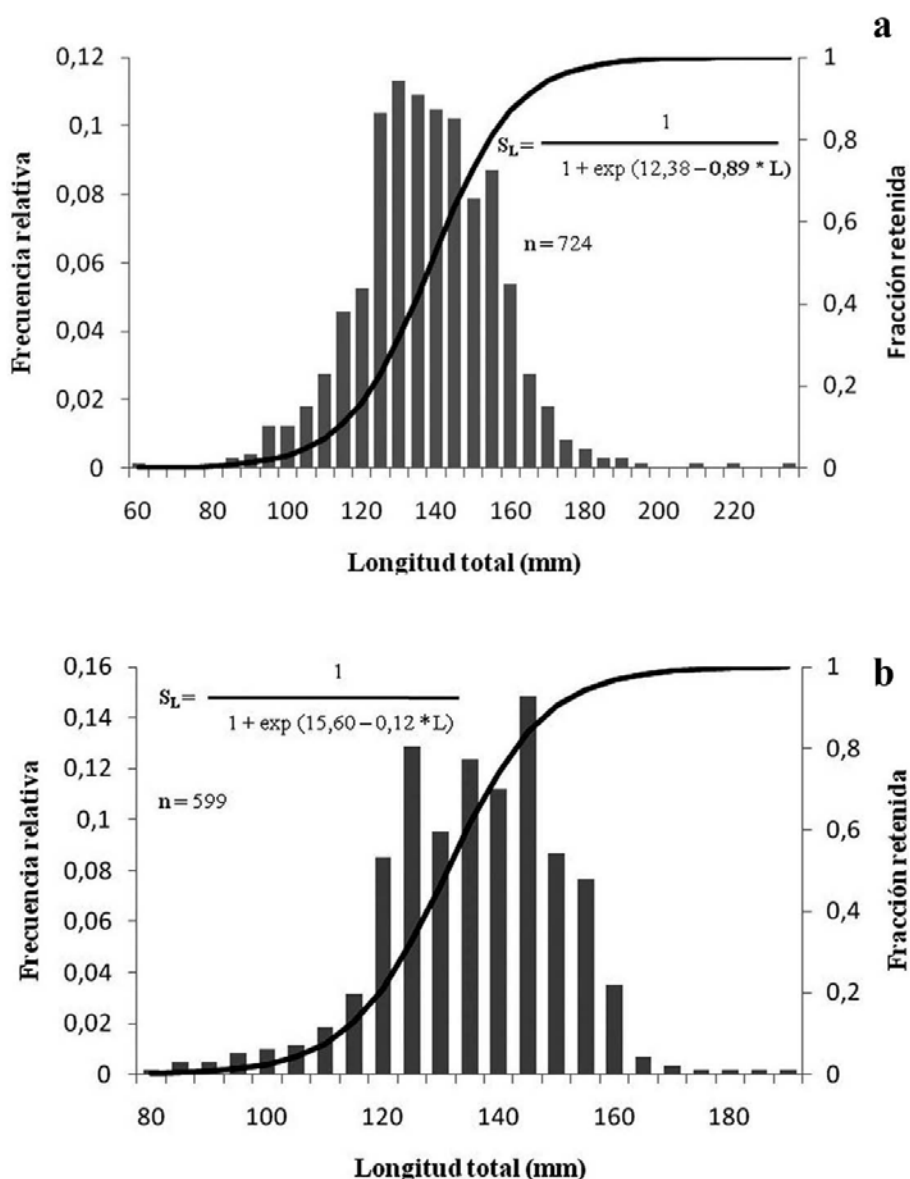 a
0,12
0,1
0,08
0,06
0,04
0,02
0
Frecuencia relativa
1
0,8
0,6
0,4
0,2
0
Fracción retenida
S_L = 1
1 + exp (12,38 – 0,89 * L)
n = 724
60 80 100 120 140 160 180 200 220
Longitud total (mm)
b
0,16
0,14
0,12
0,1
0,08
0,06
0,04
0,02
0
Frecuencia relativa
1
0,8
0,6
0,4
0,2
0
Fracción retenida
S_L = 1
1 + exp (15,60 – 0,12 * L)
n = 599
80 100 120 140 160 180
Longitud total (mm)